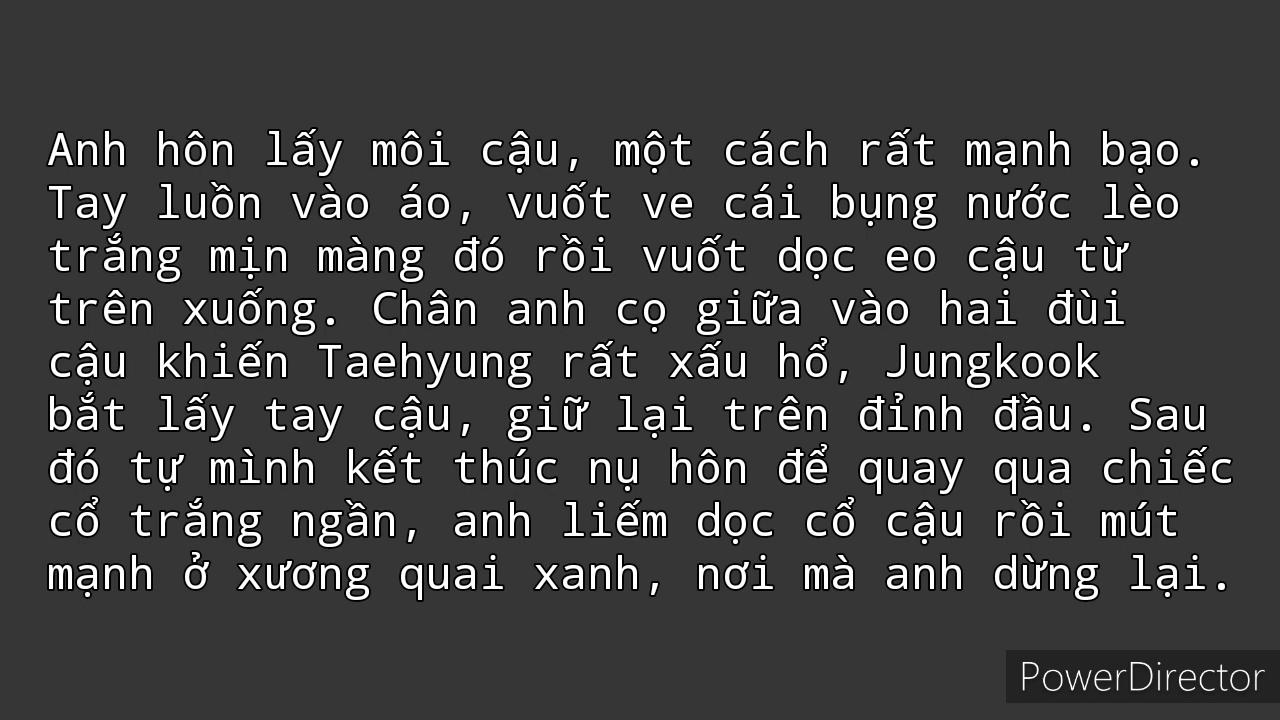 Anh hôn lấy môi cậu, một cách rất mạnh bạo.
Tay luồn vào áo, vuốt ve cái bụng nước lèo
trắng mịn màng đó rồi vuốt dọc eo cậu từ
trên xuống. Chân anh cọ giữa vào hai đùi
cậu khiến Taehyung rất xấu hổ, Jungkook
bắt lấy tay cậu, giữ lại trên đỉnh đầu. Sau
đó tự mình kết thúc nụ hôn để quay qua chiếc
cổ trắng ngần, anh liếm dọc cổ cậu rồi mút
mạnh ở xương quai xanh, nơi mà anh dừng lại.
PowerDirector